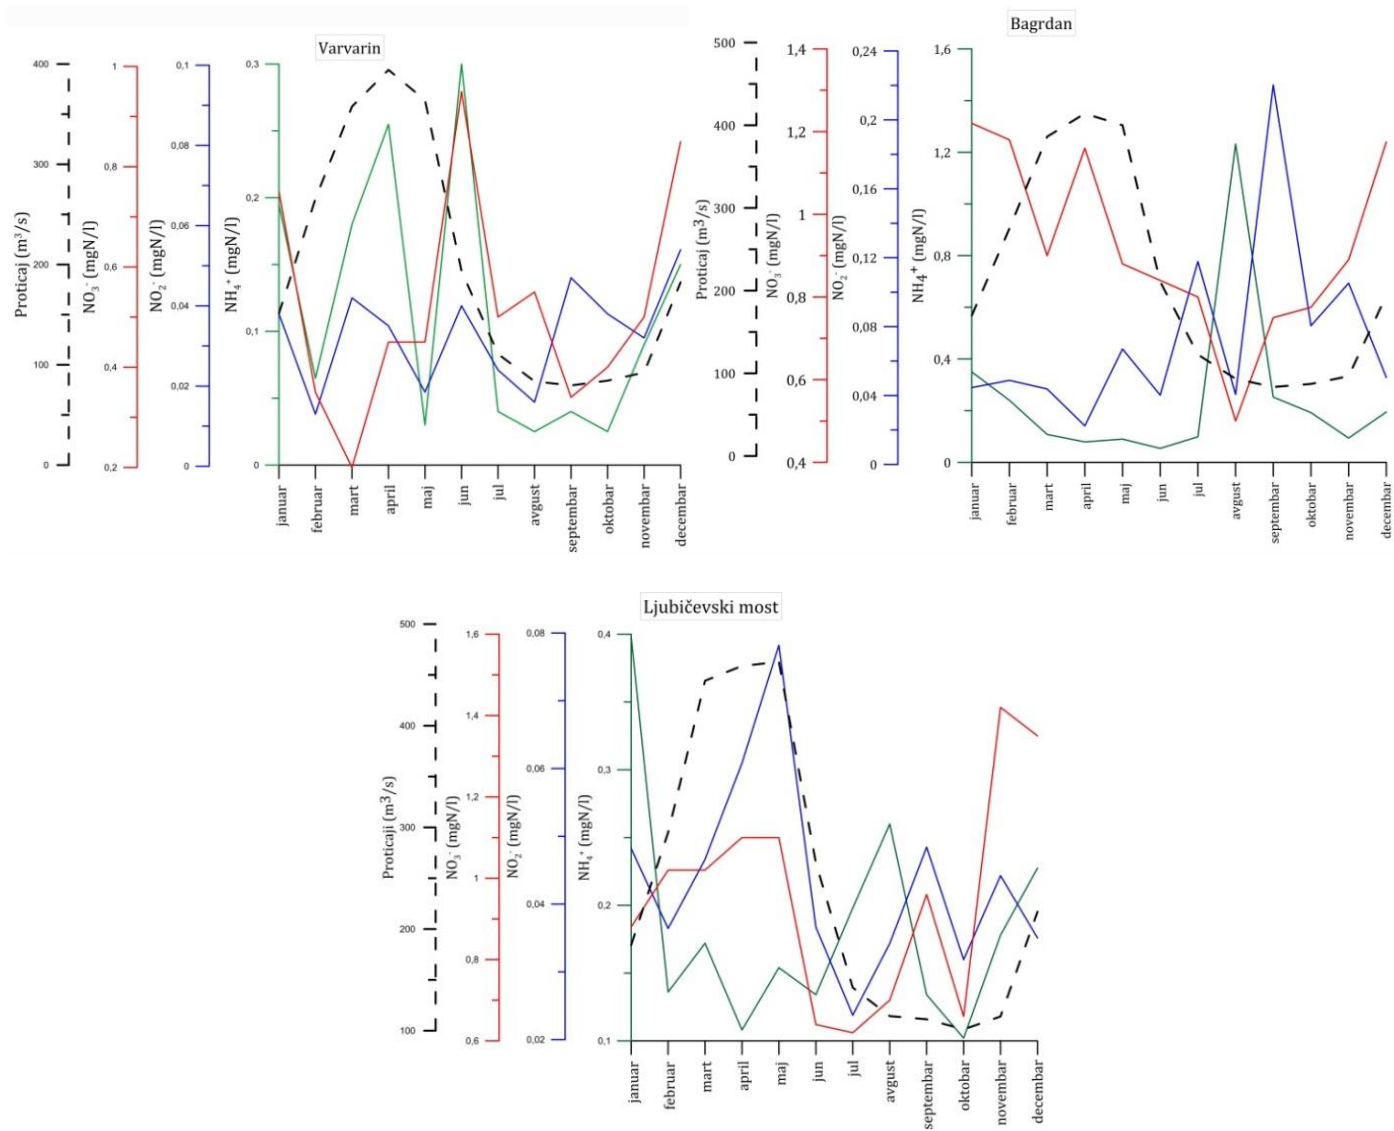 Varvarin
Proticaj (m³/s)
400
300
200
100
0
NO₃⁻ (mgN/l)
1
0,8
0,6
0,4
0,2
NO₂⁻ (mgN/l)
0,1
0,08
0,06
0,04
0,02
0
NH₄⁺ (mgN/l)
0,3
0,2
0,1
0
januar
februar
mart
april
maj
jun
jul
avgust
septembar
oktobar
novembar
decembar
Bagrdan
Proticaj (m³/s)
500
400
300
200
100
0
NO₃⁻ (mgN/l)
1,4
1,2
1
0,8
0,6
0,4
NO₂⁻ (mgN/l)
0,24
0,2
0,16
0,12
0,08
0,04
0
NH₄⁺ (mgN/l)
1,6
1,2
0,8
0,4
0
januar
februar
mart
april
maj
jun
jul
avgust
septembar
oktobar
novembar
decembar
Ljubičevski most
Proticaji (m³/s)
500
400
300
200
100
NO₃⁻ (mgN/l)
1,6
1,4
1,2
1
0,8
0,6
NO₂⁻ (mgN/l)
0,08
0,06
0,04
0,02
NH₄⁺ (mgN/l)
0,4
0,3
0,2
0,1
januar
februar
mart
april
maj
jun
jul
avgust
septembar
oktobar
novembar
decembar